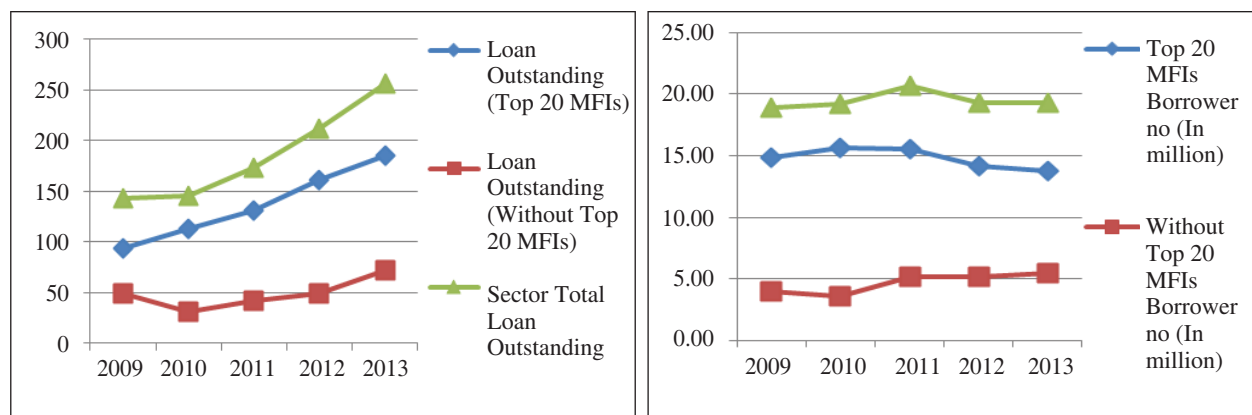 300
250
200
150
100
50
0
2009 2010 2011 2012 2013
Loan
Outstanding
(Top 20 MFIs)
Loan
Outstanding
(Without Top
20 MFIs)
Sector Total
Loan
Outstanding
25.00
20.00
15.00
10.00
5.00
0.00
2009 2010 2011 2012 2013
Top 20
MFIs
Borrower
no (In
million)
Without
Top 20
MFIs
Borrower
no (In
million)